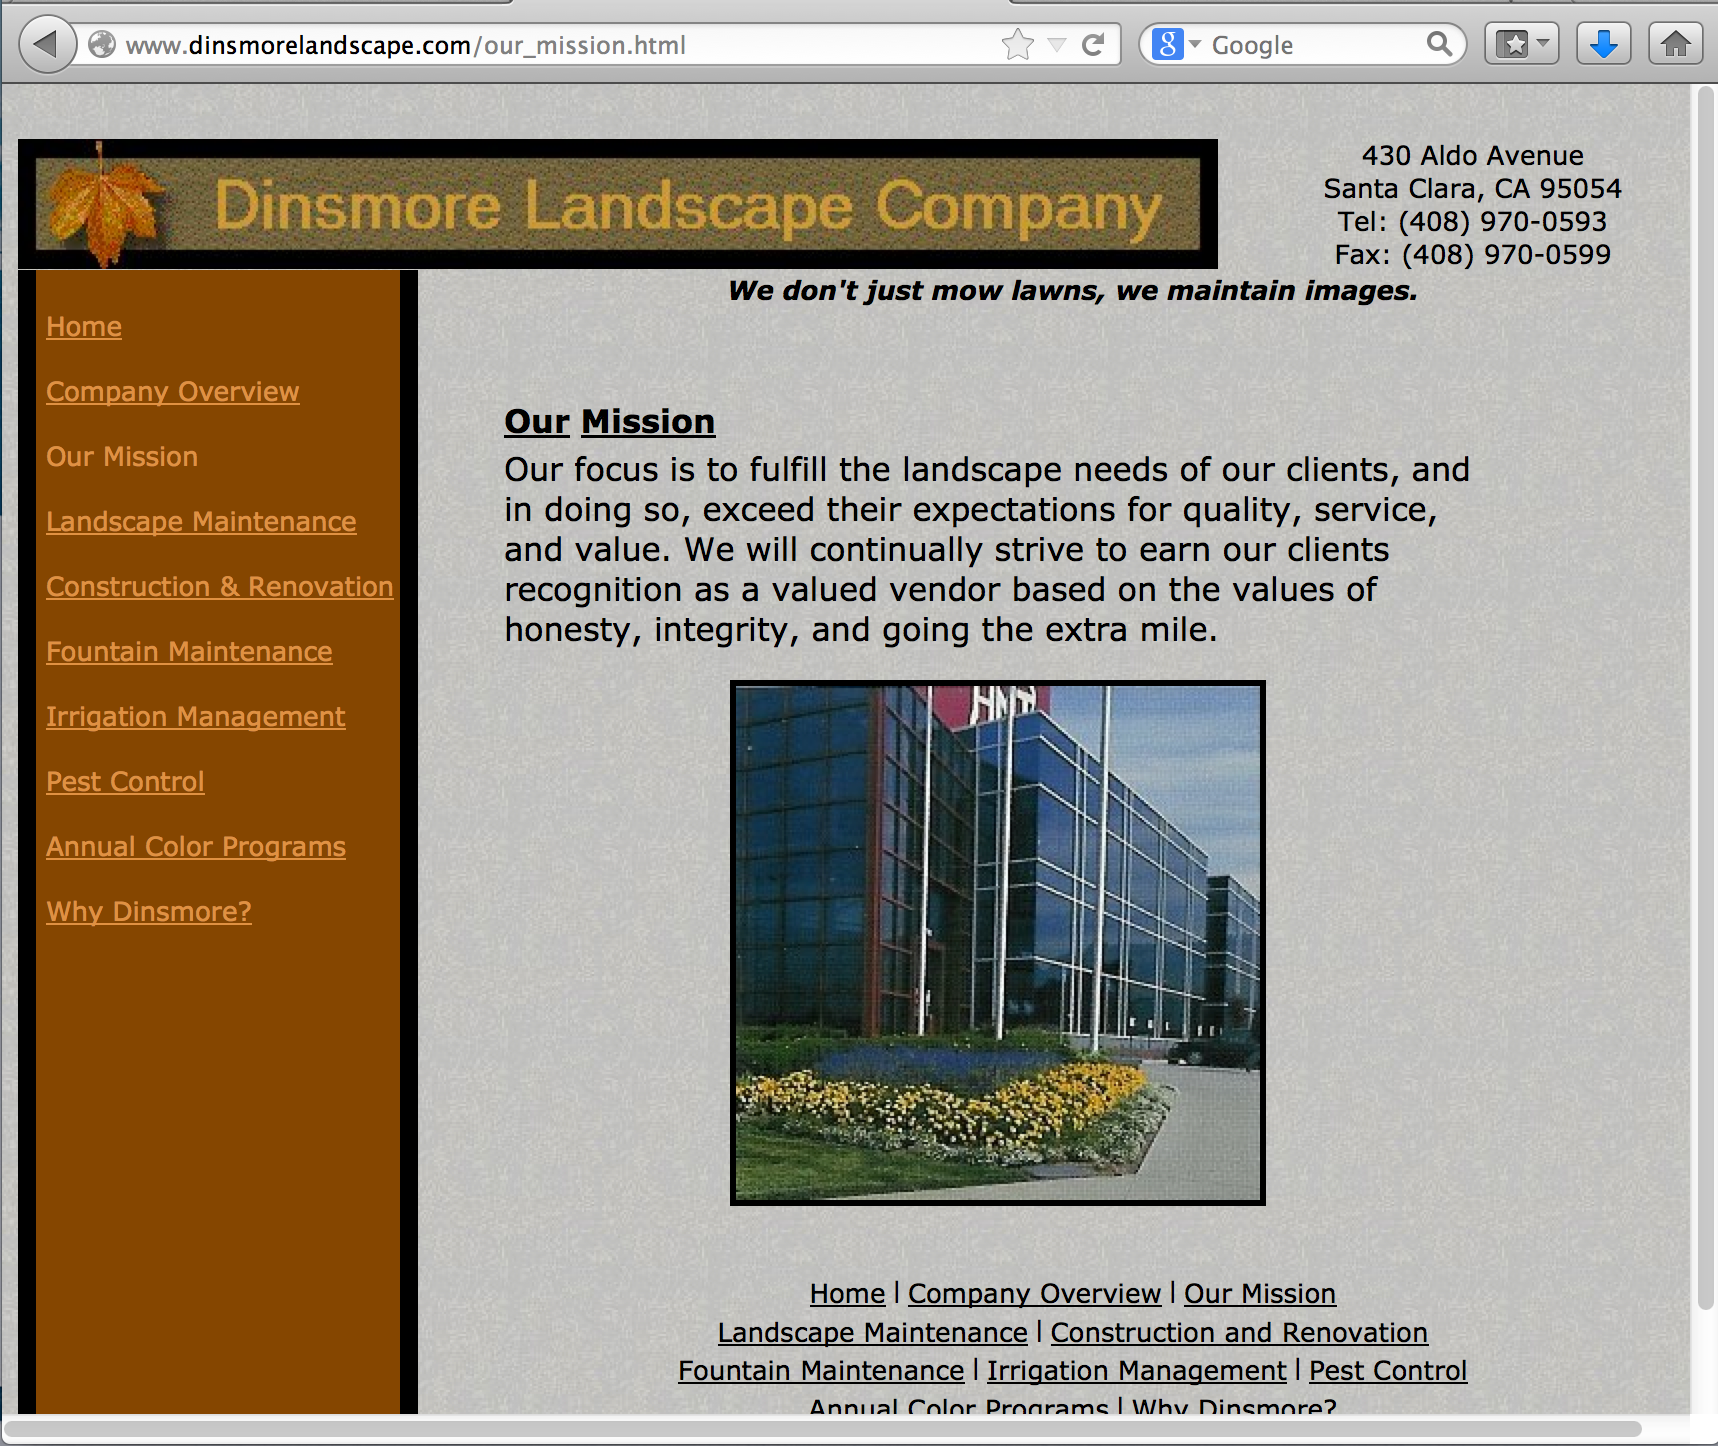 www.dinsmorelandscape.com/our_mission.html
Google
Dinsmore Landscape Company
430 Aldo Avenue
Santa Clara, CA 95054
Tel: (408) 970-0593
Fax: (408) 970-0599
We don't just mow lawns, we maintain images.
Home
Company Overview
Our Mission
Landscape Maintenance
Construction & Renovation
Fountain Maintenance
Irrigation Management
Pest Control
Annual Color Programs
Why Dinsmore?
Our Mission
Our focus is to fulfill the landscape needs of our clients, and
in doing so, exceed their expectations for quality, service,
and value. We will continually strive to earn our clients
recognition as a valued vendor based on the values of
honesty, integrity, and going the extra mile.
Home | Company Overview | Our Mission
Landscape Maintenance | Construction and Renovation
Fountain Maintenance | Irrigation Management | Pest Control
Annual Color Programs | Why Dinsmore?